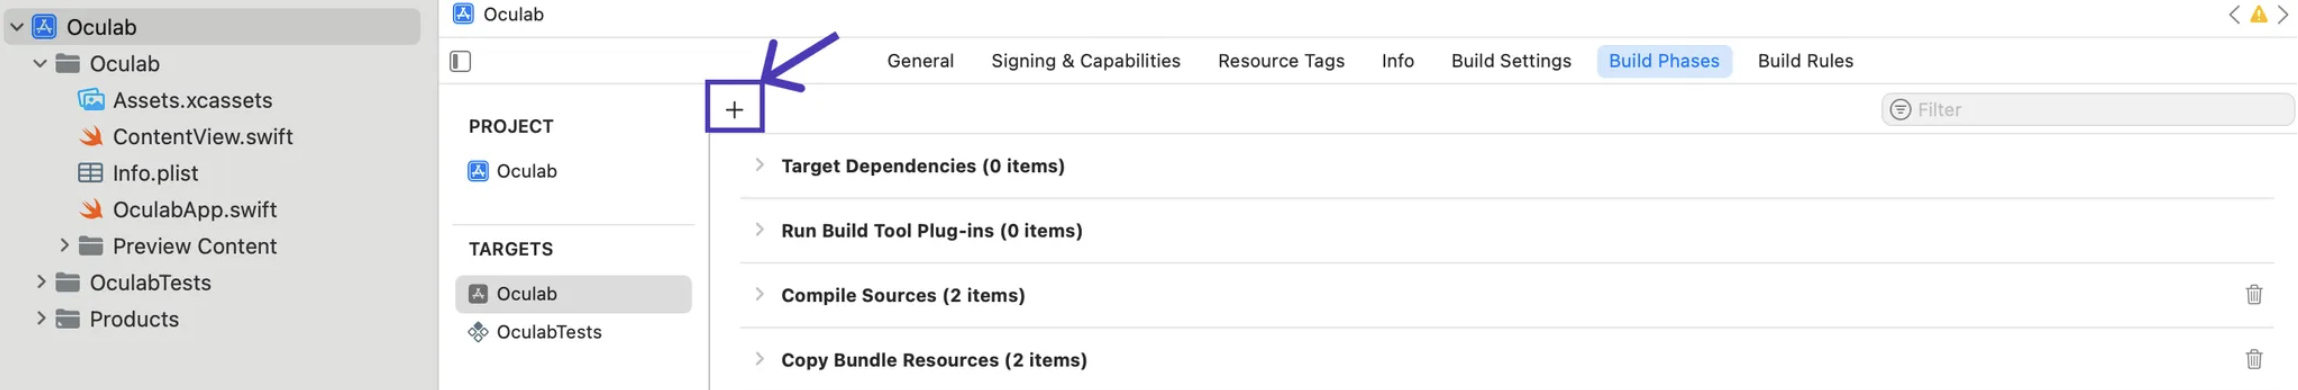 Oculab
Oculab
Assets.xcassets
ContentView.swift
Info.plist
OculabApp.swift
Preview Content
OculabTests
Products
Oculab
General Signing & Capabilities Resource Tags Info Build Settings Build Phases Build Rules
+ Filter
PROJECT
Oculab
TARGETS
Oculab
OculabTests
Target Dependencies (0 items)
Run Build Tool Plug-ins (0 items)
Compile Sources (2 items)
Copy Bundle Resources (2 items)